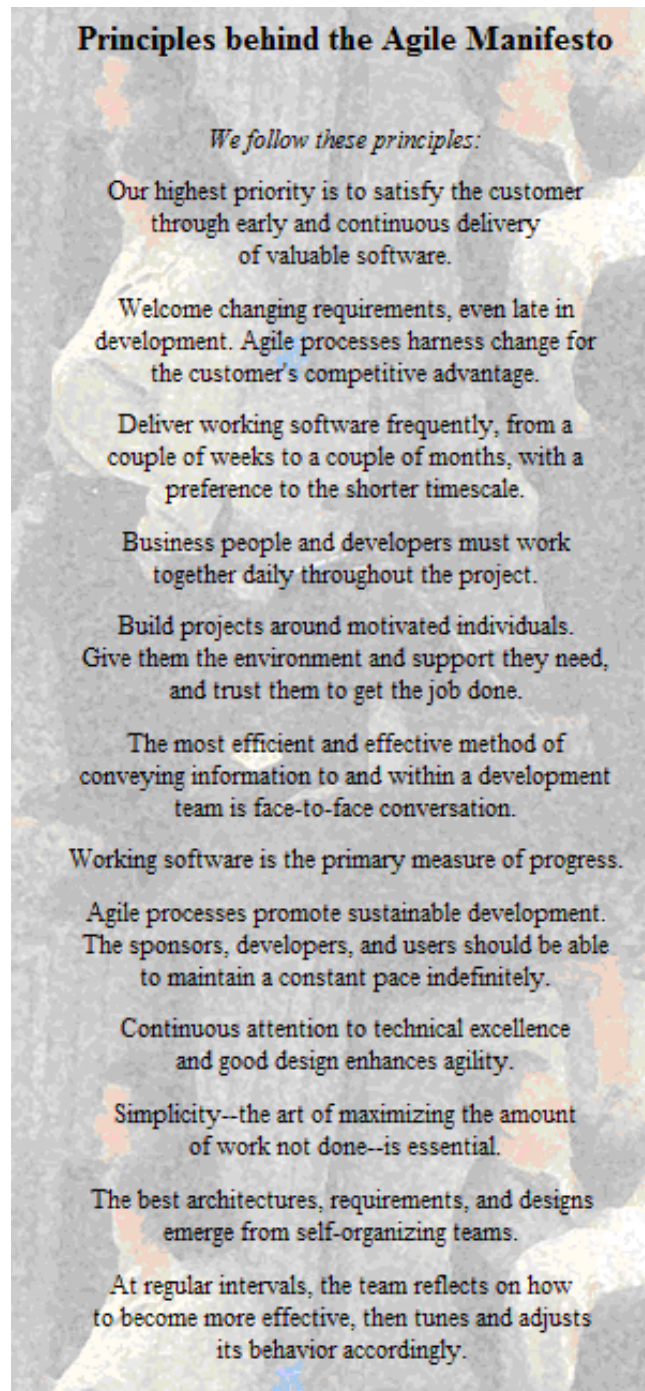 Principles behind the Agile Manifesto
We follow these principles:
Our highest priority is to satisfy the customer
through early and continuous delivery
of valuable software.
Welcome changing requirements, even late in
development. Agile processes harness change for
the customer's competitive advantage.
Deliver working software frequently, from a
couple of weeks to a couple of months, with a
preference to the shorter timescale.
Business people and developers must work
together daily throughout the project.
Build projects around motivated individuals.
Give them the environment and support they need,
and trust them to get the job done.
The most efficient and effective method of
conveying information to and within a development
team is face-to-face conversation.
Working software is the primary measure of progress.
Agile processes promote sustainable development.
The sponsors, developers, and users should be able
to maintain a constant pace indefinitely.
Continuous attention to technical excellence
and good design enhances agility.
Simplicity--the art of maximizing the amount
of work not done--is essential.
The best architectures, requirements, and designs
emerge from self-organizing teams.
At regular intervals, the team reflects on how
to become more effective, then tunes and adjusts
its behavior accordingly.